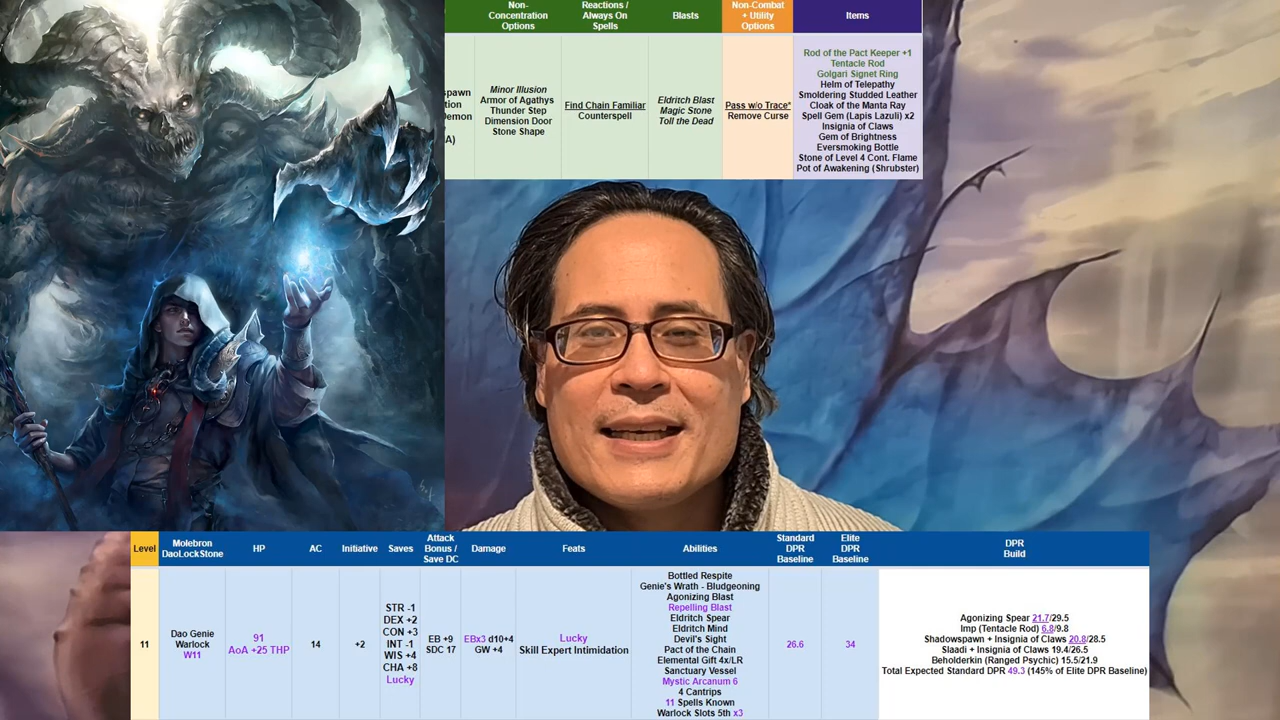 Non-
Concentration
Options
Reactions /
Always On
Spells
Blasts
Non-Combat
+ Utility
Options
Items
spawn
tion
Demon
A)
Minor Illusion
Armor of Agathys
Thunder Step
Dimension Door
Stone Shape
Find Chain Familiar
Counterspell
Eldritch Blast
Magic Stone
Toll the Dead
Pass w/o Trace*
Remove Curse
Rod of the Pact Keeper +1
Tentacle Rod
Golgari Signet Ring
Helm of Telepathy
Smoldering Studded Leather
Cloak of the Manta Ray
Spell Gem (Lapis Lazuli) x2
Insignia of Claws
Gem of Brightness
Eversmoking Bottle
Stone of Level 4 Cont. Flame
Pot of Awakening (Shrubster)
Level
Molebron
DaoLockStone
HP
AC
Initiative
Saves
Attack
Bonus /
Save DC
Damage
Feats
Abilities
Standard
DPR
Baseline
Elite
DPR
Baseline
DPR
Build
11
Dao Genie
Warlock
W11
91
AoA +25 THP
14
+2
STR -1
DEX +2
CON +3
INT -1
WIS +4
CHA +8
Lucky
EB +9
SDC 17
EBx3 d10+4
GW +4
Lucky
Skill Expert Intimidation
Bottled Respite
Genie's Wrath - Bludgeoning
Agonizing Blast
Repelling Blast
Eldritch Spear
Eldritch Mind
Devil's Sight
Pact of the Chain
Elemental Gift 4x/LR
Sanctuary Vessel
Mystic Arcanum 6
4 Cantrips
11 Spells Known
Warlock Slots 5th x3
26.6
34
Agonizing Spear 21.7/29.5
Imp (Tentacle Rod) 6.8/9.8
Shadowspawn + Insignia of Claws 20.8/28.5
Slaadi + Insignia of Claws 19.4/26.5
Beholderkin (Ranged Psychic) 15.5/21.9
Total Expected Standard DPR 49.3 (145% of Elite DPR Baseline)